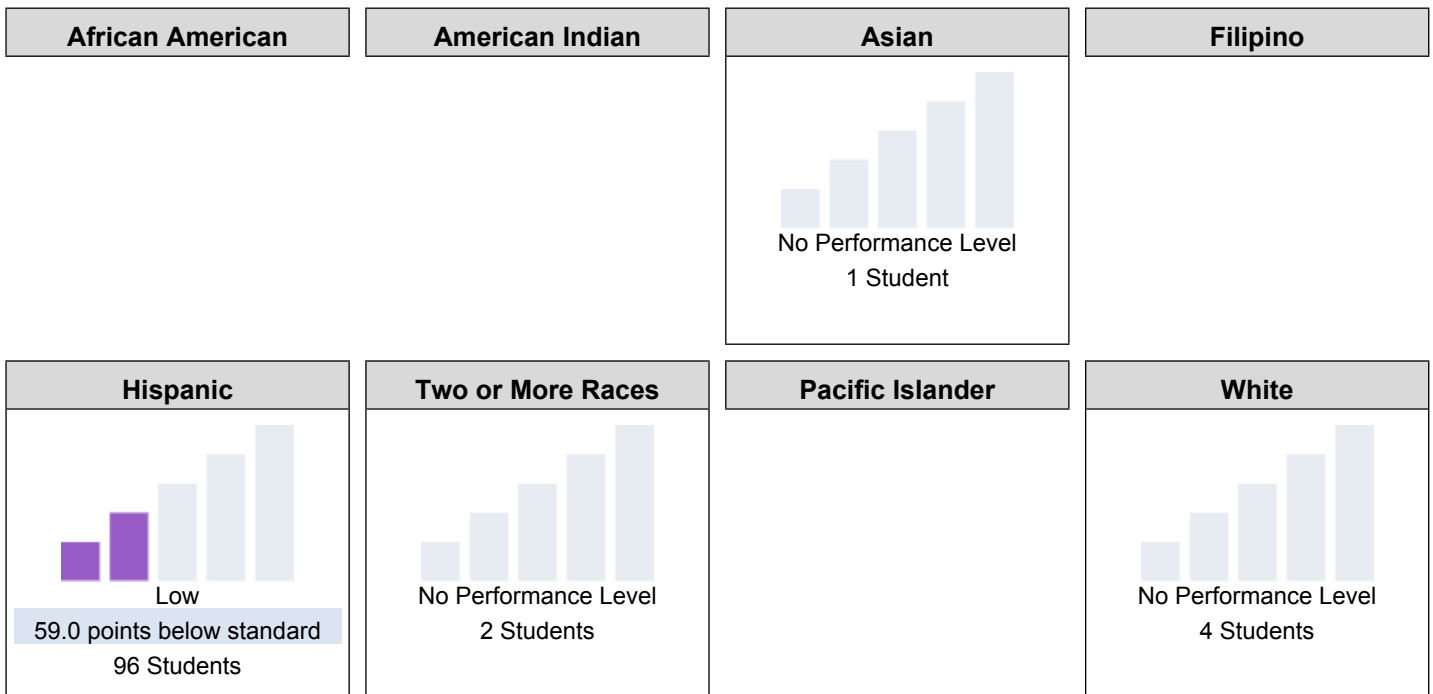 African American
American Indian
Asian
Filipino
No Performance Level
1 Student
Hispanic
Two or More Races
Pacific Islander
White
Low
59.0 points below standard
96 Students
No Performance Level
2 Students
No Performance Level
4 Students